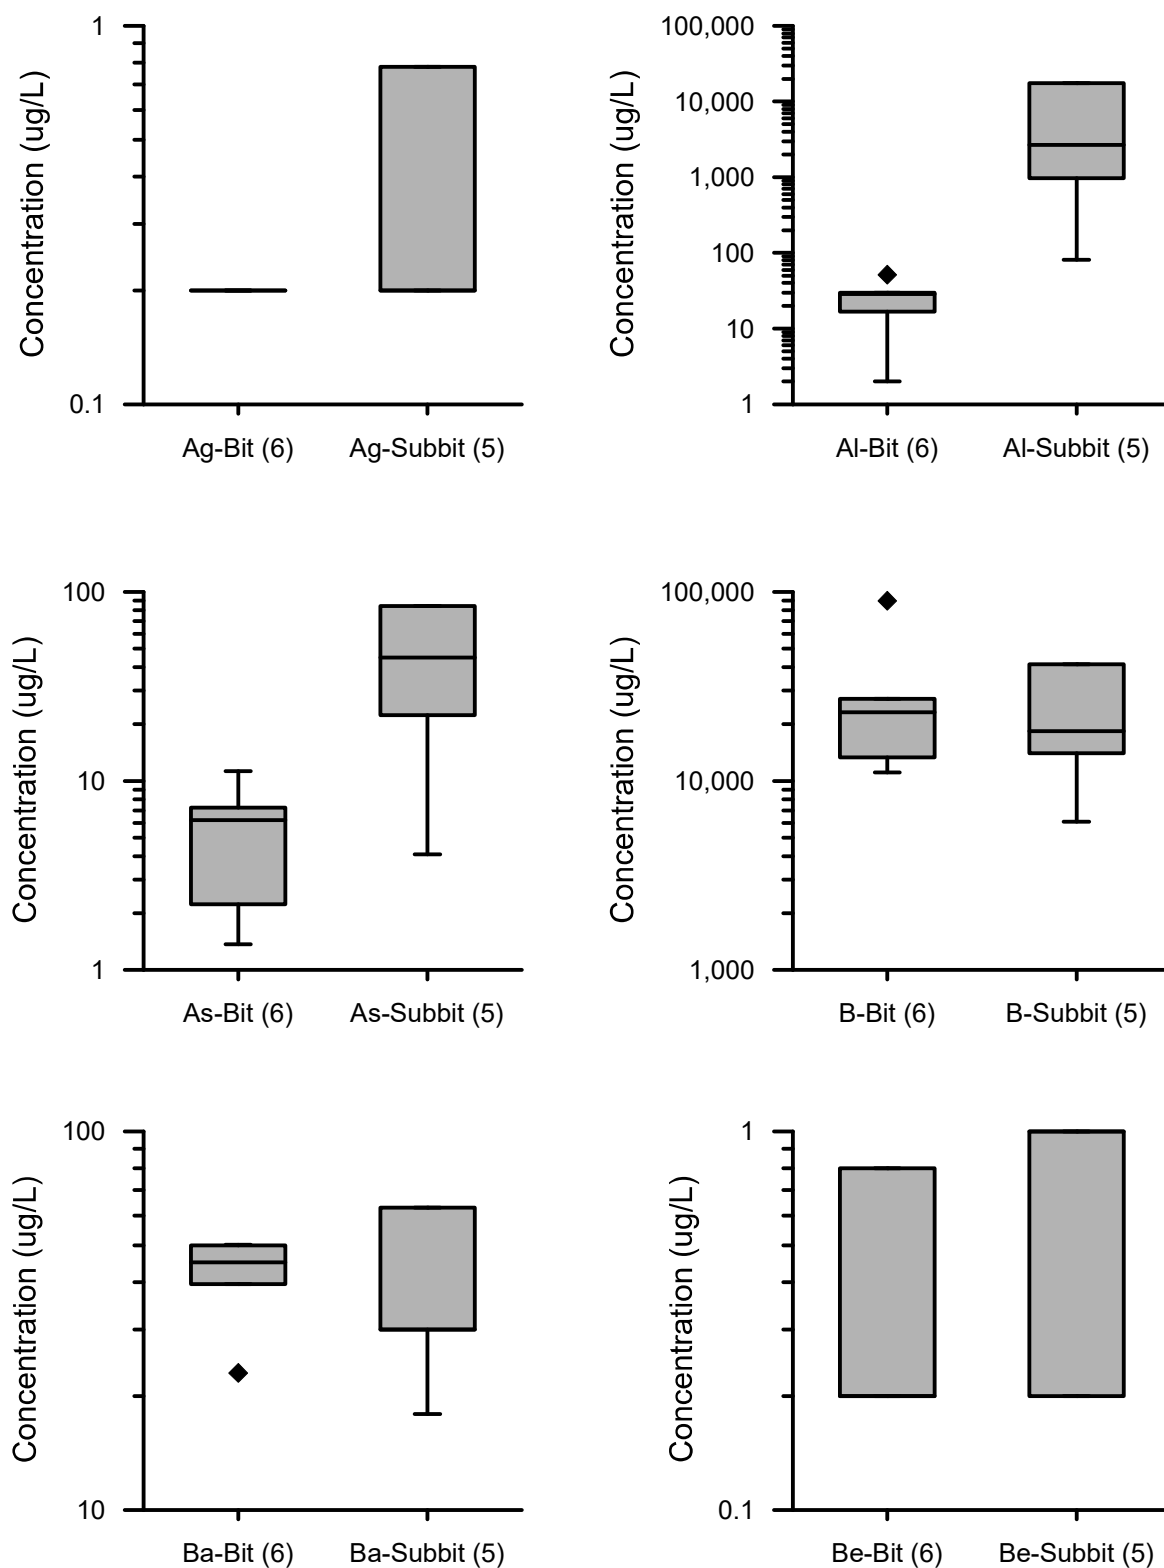 Concentration (ug/L)
1
0.1
Ag-Bit (6) Ag-Subbit (5)
Concentration (ug/L)
100,000
10,000
1,000
100
10
1
Al-Bit (6) Al-Subbit (5)
Concentration (ug/L)
100
10
1
As-Bit (6) As-Subbit (5)
Concentration (ug/L)
100,000
10,000
1,000
B-Bit (6) B-Subbit (5)
Concentration (ug/L)
100
10
Ba-Bit (6) Ba-Subbit (5)
Concentration (ug/L)
1
0.1
Be-Bit (6) Be-Subbit (5)